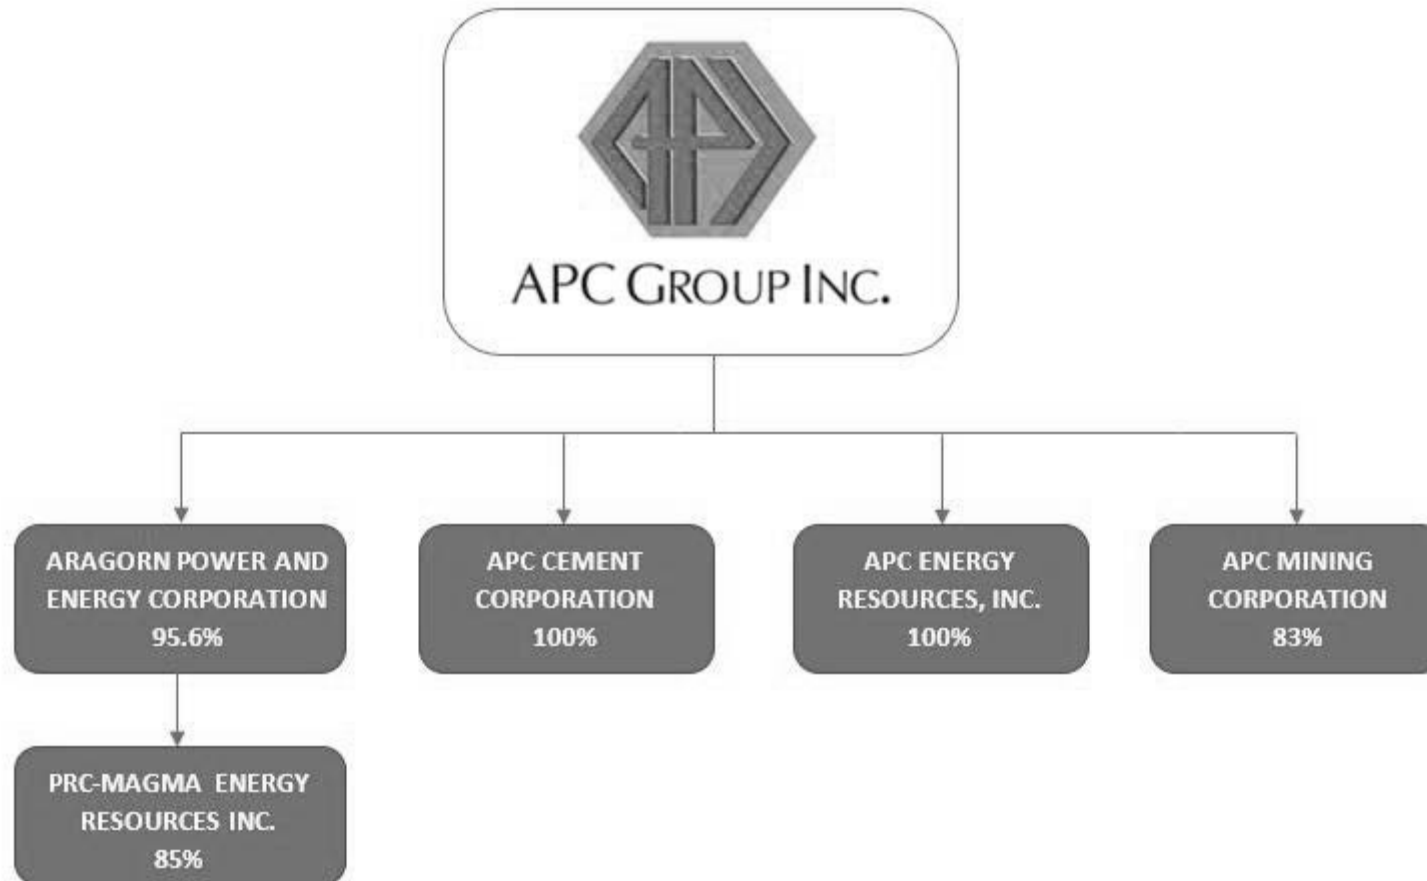 APC
APC GROUP INC.
ARAGORN POWER AND
ENERGY CORPORATION
95.6%
APC CEMENT
CORPORATION
100%
APC ENERGY
RESOURCES, INC.
100%
APC MINING
CORPORATION
83%
PRC-MAGMA ENERGY
RESOURCES INC.
85%